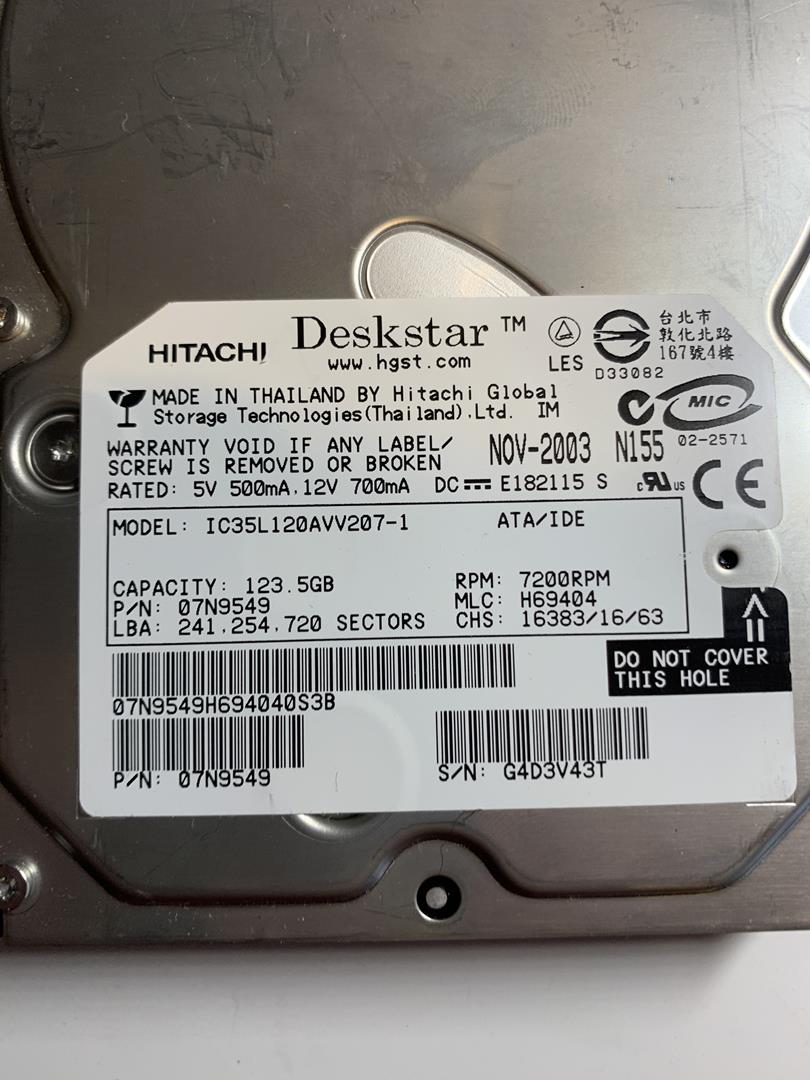 HITACHI Deskstar™
www.hgst.com
LES
D33082
台北市
敦化北路
167號4樓
MADE IN THAILAND BY Hitachi Global
Storage Technologies(Thailand).Ltd. IM
MIC
WARRANTY VOID IF ANY LABEL/
SCREW IS REMOVED OR BROKEN
NOV-2003 N155 02-2571
RATED: 5V 500mA,12V 700mA DC⎓ E182115 S
c RU us CE
MODEL: IC35L120AVV207-1 ATA/IDE
CAPACITY: 123.5GB RPM: 7200RPM
P/N: 07N9549 MLC: H69404
LBA: 241,254,720 SECTORS CHS: 16383/16/63
DO NOT COVER
THIS HOLE
07N9549H694040S3B
P/N: 07N9549 S/N: G4D3V43T